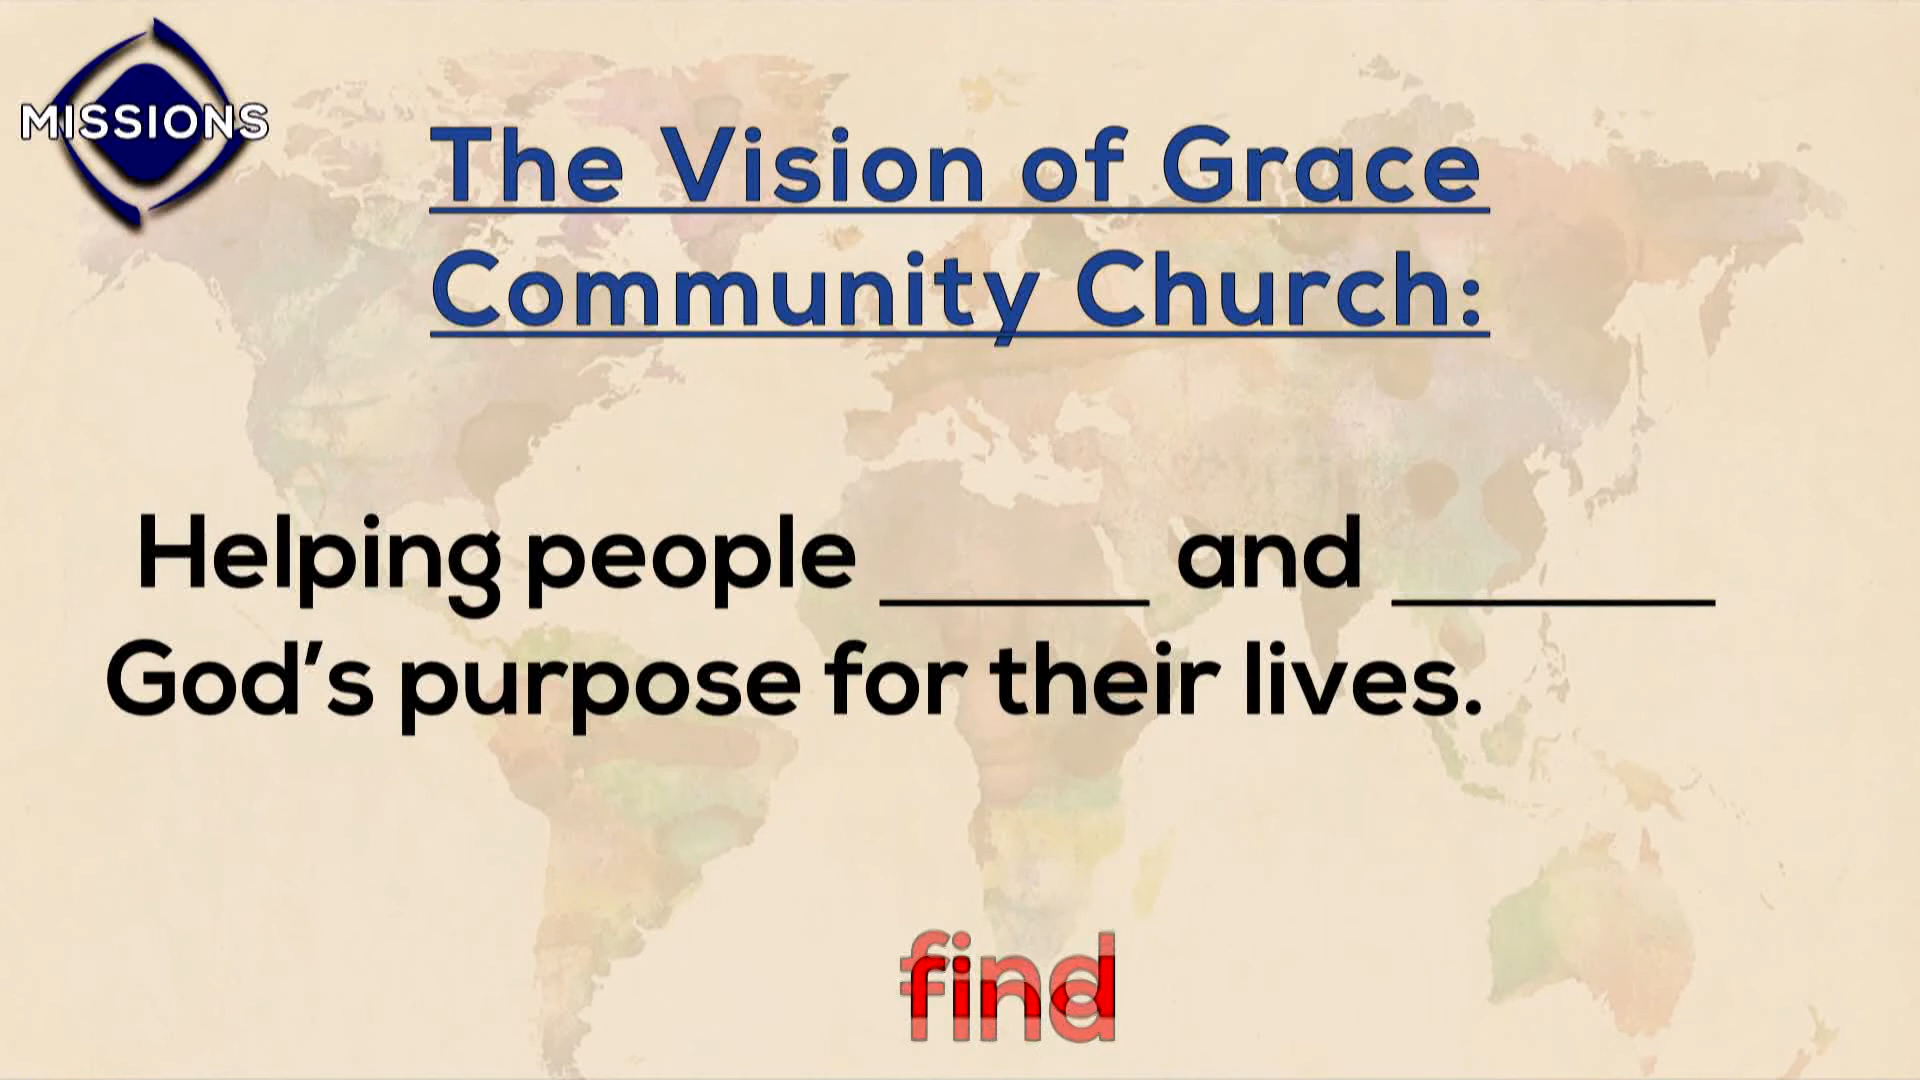 MISSIONS
The Vision of Grace
Community Church:
Helping people ______ and _______
God’s purpose for their lives.
find